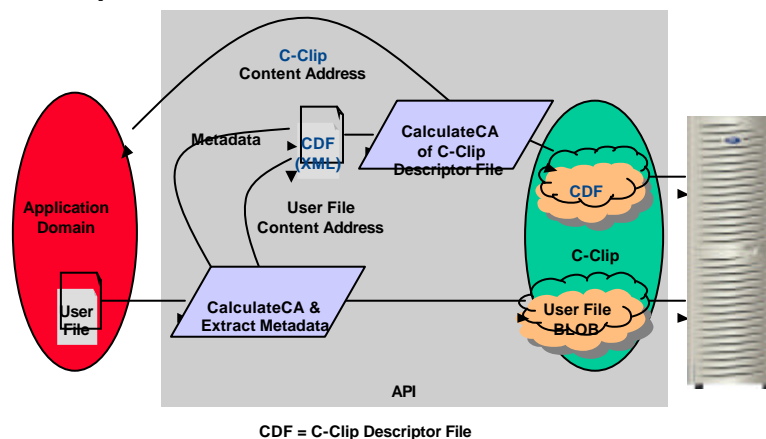 C-Clip
Content Address
Metadata
CDF
(XML)
CalculateCA
of C-Clip
Descriptor File
CDF
Application
Domain
User File
Content Address
C-Clip
User
File
CalculateCA &
Extract Metadata
User File
BLOB
API
CDF = C-Clip Descriptor File